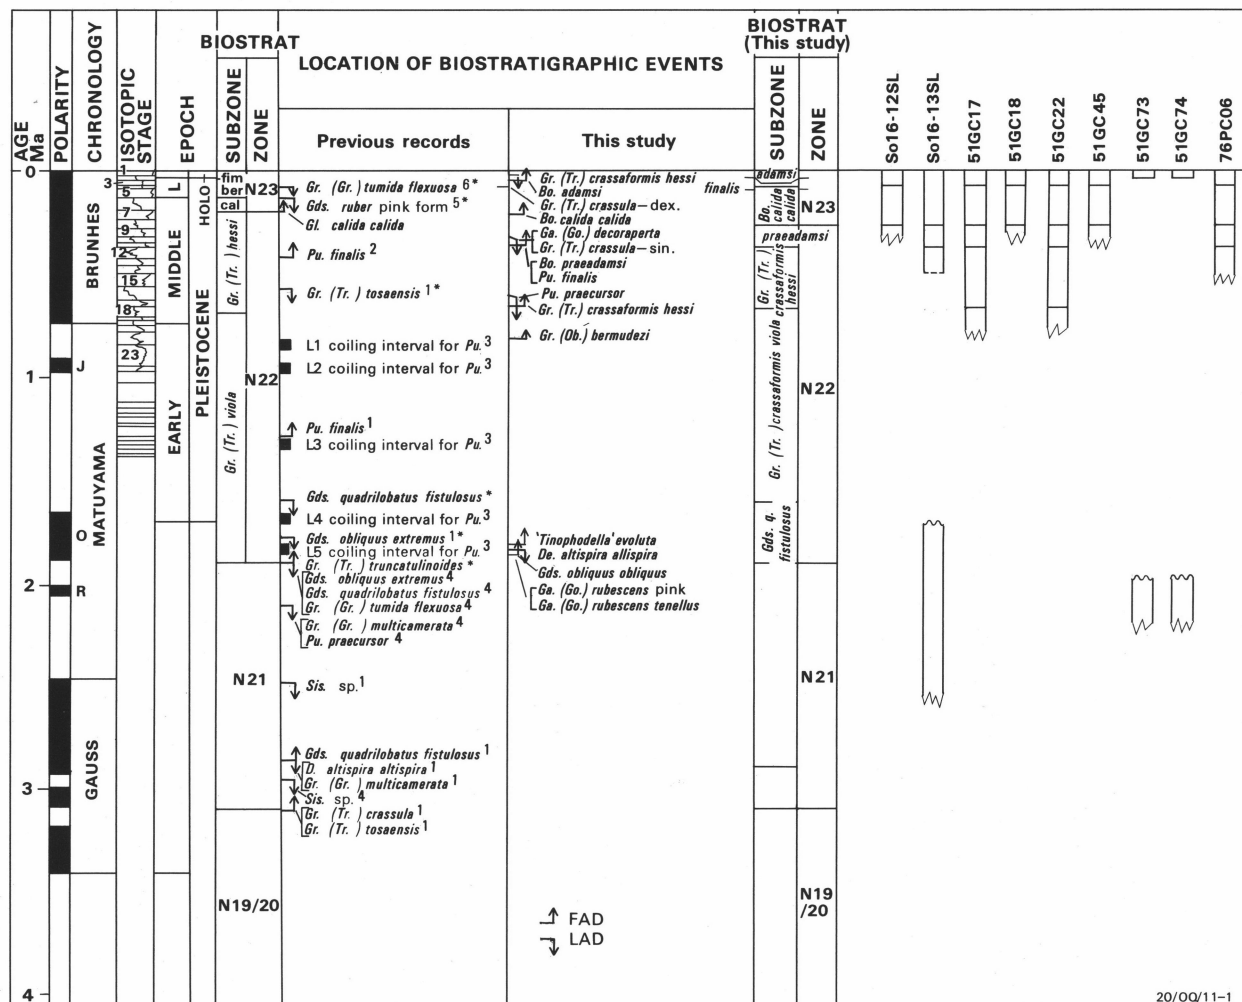 AGE Ma
POLARITY
CHRONOLOGY
ISOTOPIC STAGE
EPOCH
BIOSTRAT
SUBZONE
ZONE
LOCATION OF BIOSTRATIGRAPHIC EVENTS
Previous records
This study
BIOSTRAT
(This study)
SUBZONE
ZONE
So16-12SL
So16-13SL
51GC17
51GC18
51GC22
51GC45
51GC73
51GC74
76PC06
0
1
2
3
4
BRUNHES
MATUYAMA
GAUSS
J
O
R
1
3
5
7
9
12
15
18
23
L
MIDDLE
EARLY
HOLO
PLEISTOCENE
fim
ber
cal
Gr. (Tr.) hessi
Gr. (Tr.) viola
N23
N22
N21
N19/20
Gr. (Gr.) tumida flexuosa 6*
Gds. ruber pink form 5*
Gl. calida calida
Pu. finalis 2
Gr. (Tr.) tosaensis 1*
L1 coiling interval for Pu. 3
L2 coiling interval for Pu. 3
Pu. finalis 1
L3 coiling interval for Pu. 3
Gds. quadrilobatus fistulosus *
L4 coiling interval for Pu. 3
Gds. obliquus extremus 1*
L5 coiling interval for Pu. 3
Gr. (Tr.) truncatulinoides *
Gds. obliquus extremus 4
Gds. quadrilobatus fistulosus 4
Gr. (Gr.) tumida flexuosa 4
Gr. (Gr.) multicamerata 4
Pu. praecursor 4
Sis. sp. 1
Gds. quadrilobatus fistulosus 1
D. altispira altispira 1
Gr. (Gr.) multicamerata 1
Sis. sp. 4
Gr. (Tr.) crassula 1
Gr. (Tr.) tosaensis 1
Gr. (Tr.) crassaformis hessi
Bo. adamsi
Gr. (Tr.) crassula–dex.
Bo. calida calida
Ga. (Go.) decoraperta
Gr. (Tr.) crassula–sin.
Bo. praeadamsi
Pu. finalis
Pu. praecursor
Gr. (Tr.) crassaformis hessi
Gr. (Ob.) bermudezi
'Tinophodella' evoluta
De. altispira allispira
Gds. obliquus obliquus
Ga. (Go.) rubescens pink
Ga. (Go.) rubescens tenellus
FAD
LAD
adamsi
finalis
Bo. calida calida
praeadamsi
Gr. (Tr.) crassaformis hessi
Gr. (Tr.) crassaformis viola
Gds. q. fistulosus
N23
N22
N21
N19
/20
20/OQ/11–1